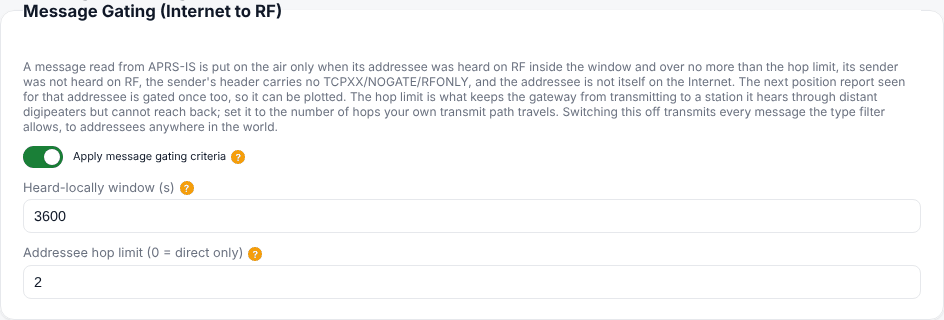 Message Gating (Internet to RF)
A message read from APRS-IS is put on the air only when its addressee was heard on RF inside the window and over no more than the hop limit, its sender
was not heard on RF, the sender's header carries no TCPXX/NOGATE/RFONLY, and the addressee is not itself on the Internet. The next position report seen
for that addressee is gated once too, so it can be plotted. The hop limit is what keeps the gateway from transmitting to a station it hears through distant
digipeaters but cannot reach back; set it to the number of hops your own transmit path travels. Switching this off transmits every message the type filter
allows, to addressees anywhere in the world.
Apply message gating criteria ?
Heard-locally window (s) ?
3600
Addressee hop limit (0 = direct only) ?
2